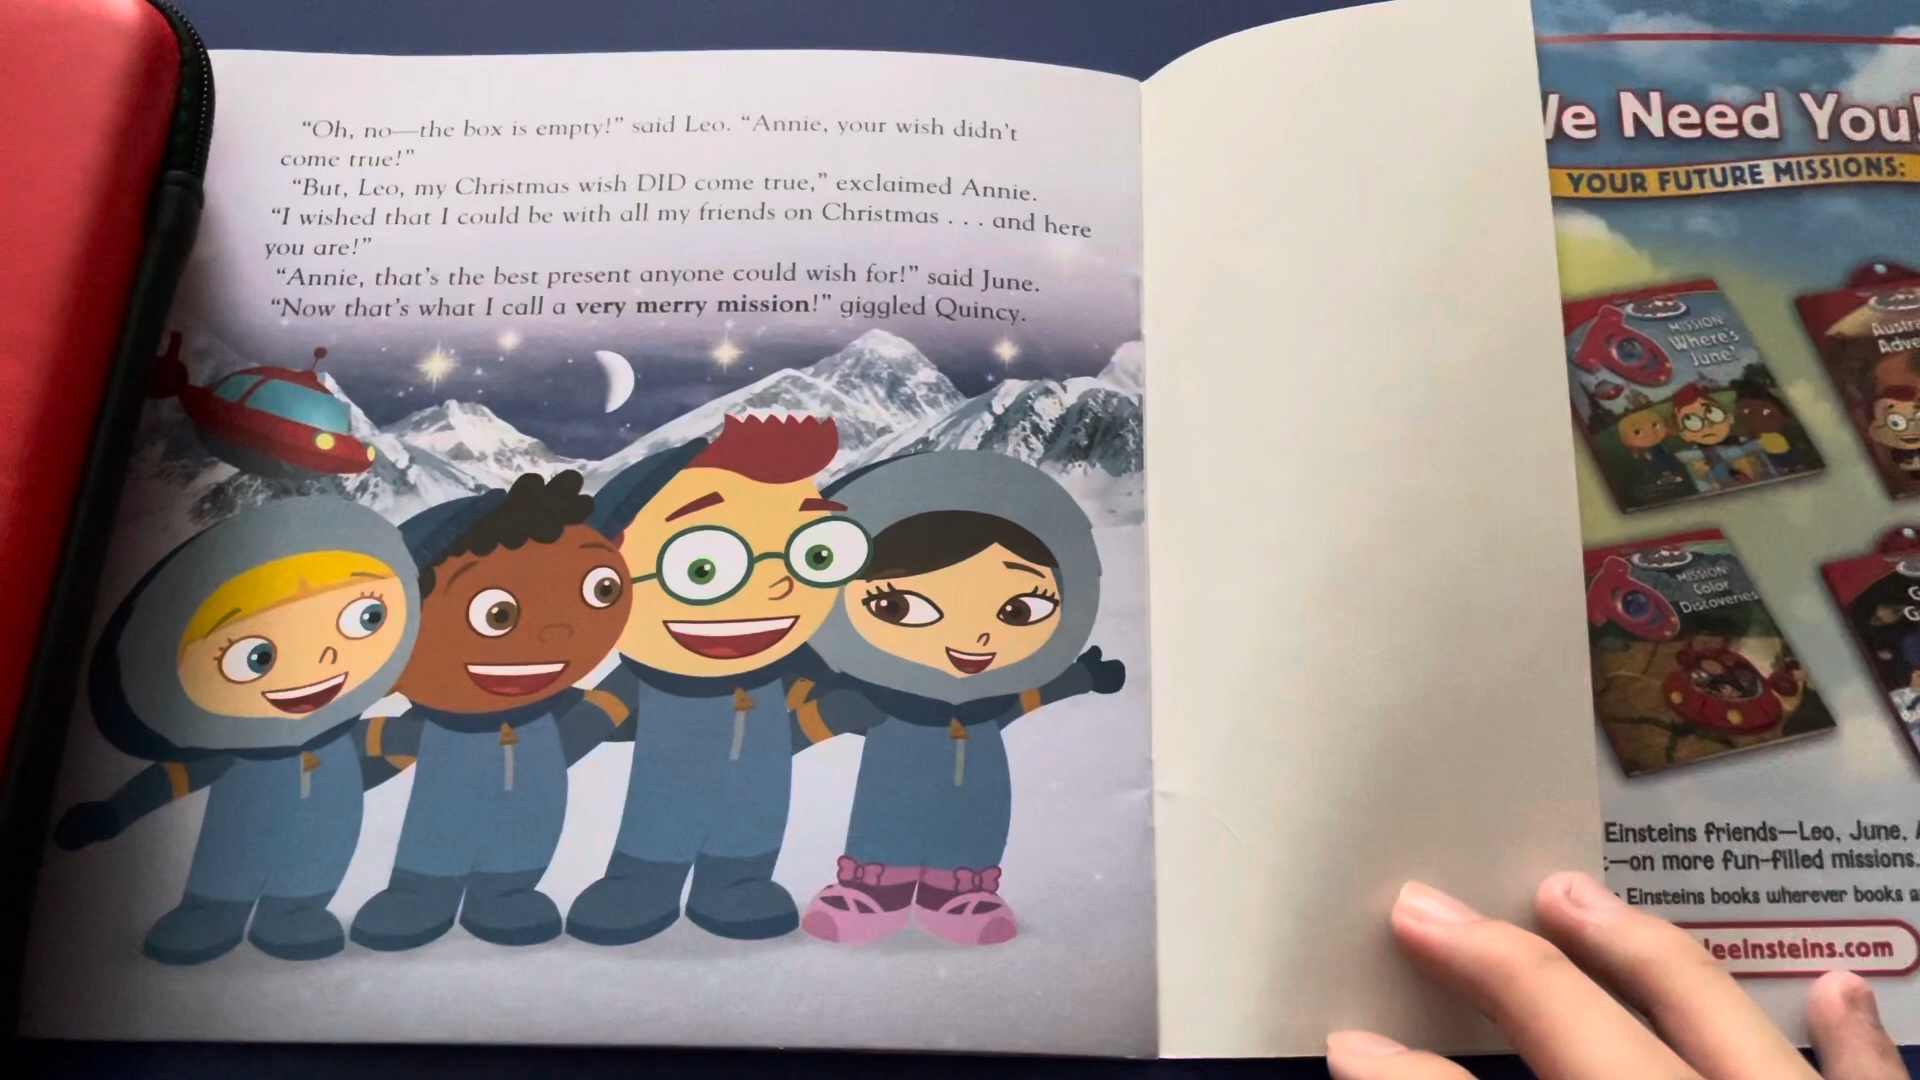 “Oh, no—the box is empty!” said Leo. “Annie, your wish didn’t
come true!”
“But, Leo, my Christmas wish DID come true,” exclaimed Annie.
“I wished that I could be with all my friends on Christmas . . . and here
you are!”
“Annie, that’s the best present anyone could wish for!” said June.
“Now that’s what I call a very merry mission!” giggled Quincy.
Need You!
YOUR FUTURE MISSIONS:
MISSION:
Where’s
June?
MISSION:
Color
Discoveries
Einsteins friends—Leo, June,
—on more fun-filled missions.
Einsteins books wherever books
eeinsteins.com